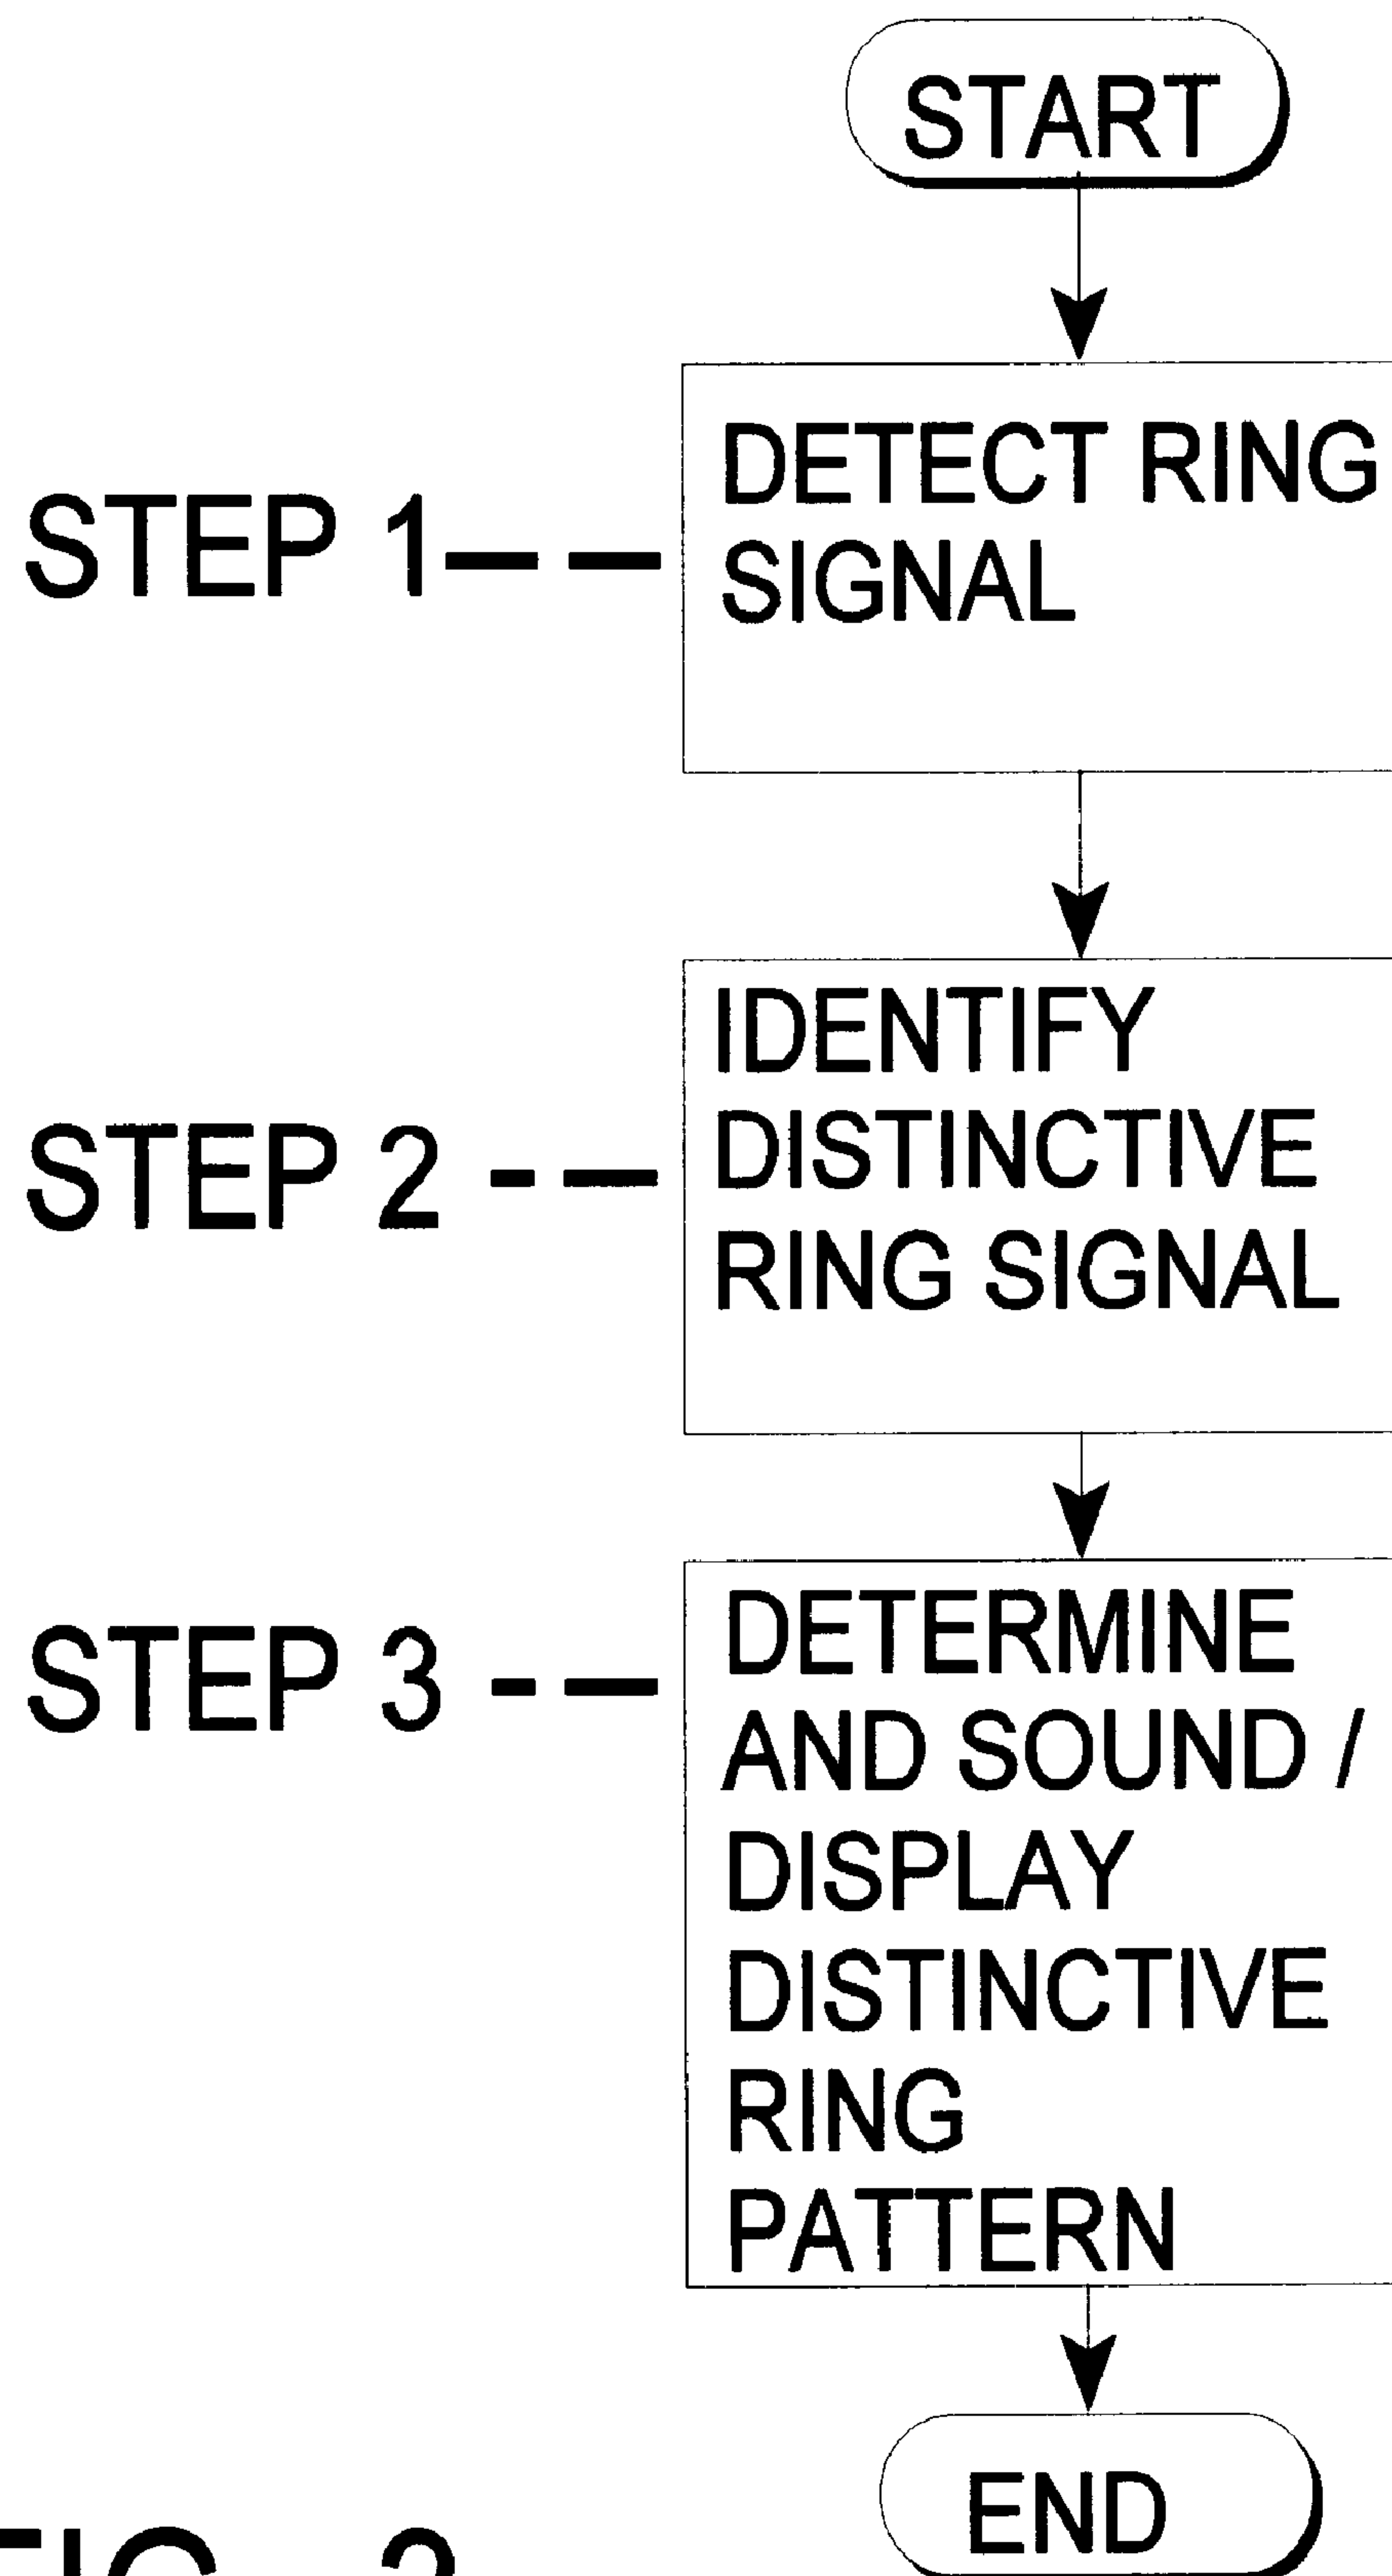 START
DETECT RING
SIGNAL
STEP 1
IDENTIFY
DISTINCTIVE
RING SIGNAL
STEP 2
DETERMINE
AND SOUND /
DISPLAY
DISTINCTIVE
RING
PATTERN
STEP 3
END